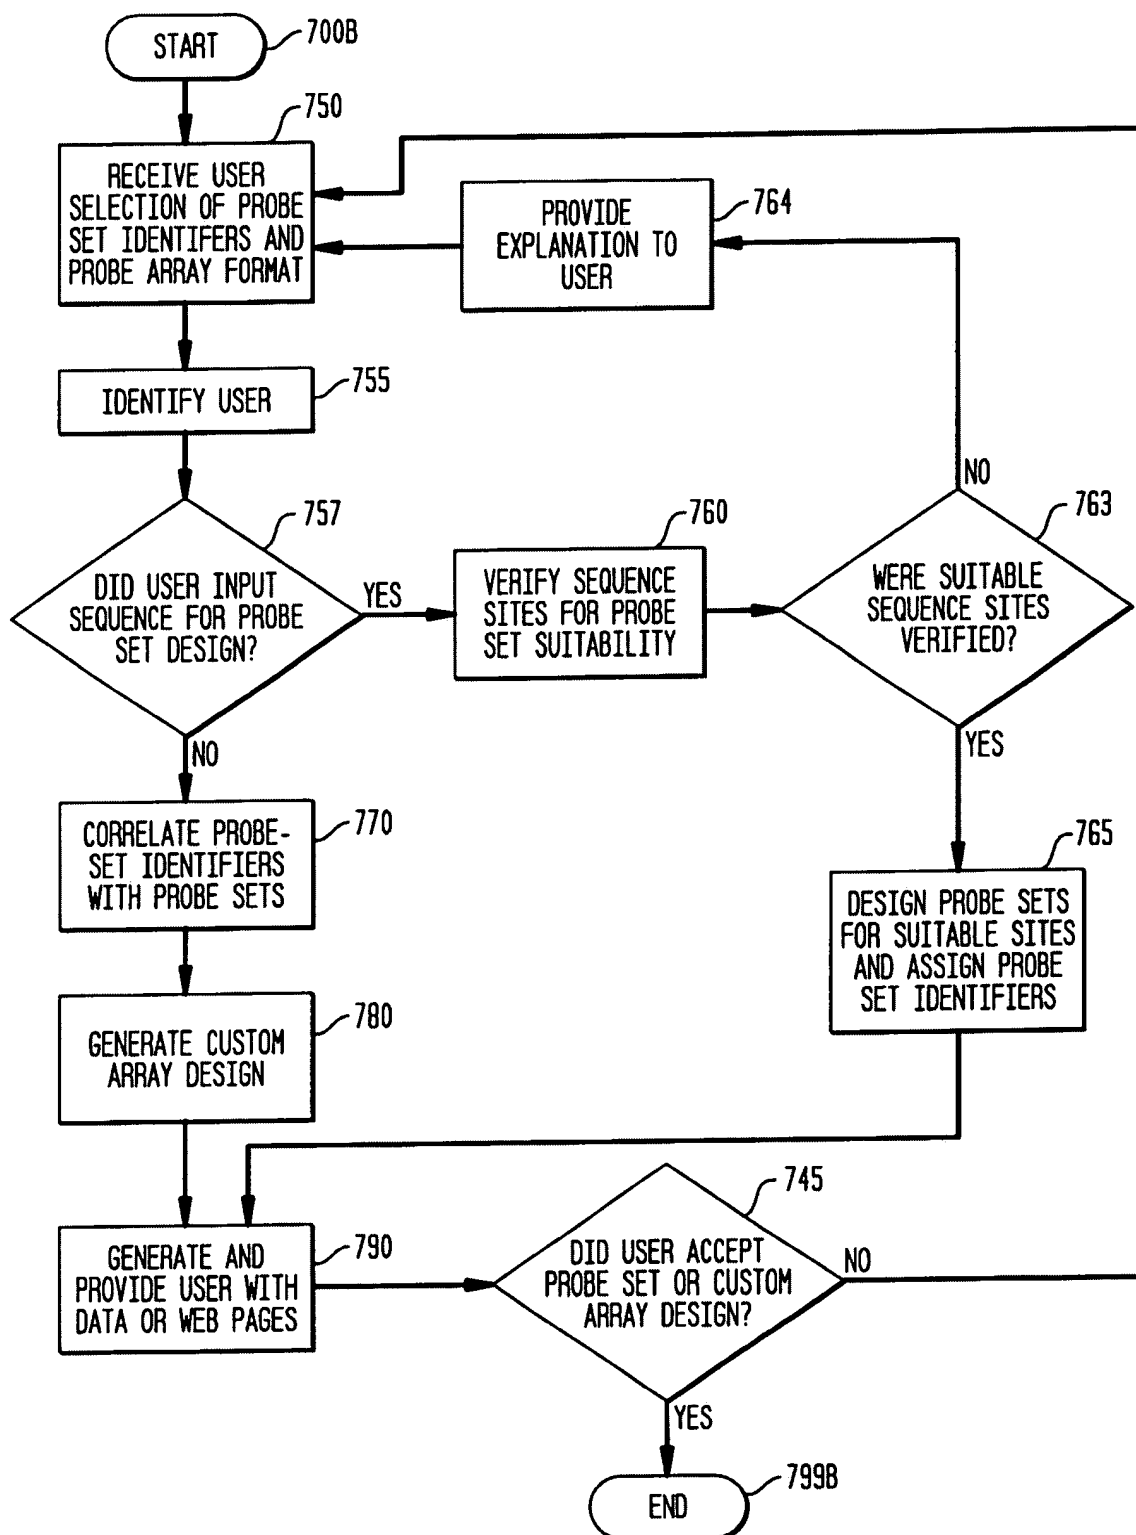 START
700B
750
RECEIVE USER
SELECTION OF PROBE
SET IDENTIFERS AND
PROBE ARRAY FORMAT
PROVIDE
EXPLANATION TO
USER
764
IDENTIFY USER
755
NO
757
DID USER INPUT
SEQUENCE FOR PROBE
SET DESIGN?
YES
760
VERIFY SEQUENCE
SITES FOR PROBE
SET SUITABILITY
763
WERE SUITABLE
SEQUENCE SITES
VERIFIED?
NO
YES
CORRELATE PROBE-
SET IDENTIFIERS
WITH PROBE SETS
770
765
DESIGN PROBE SETS
FOR SUITABLE SITES
AND ASSIGN PROBE
SET IDENTIFIERS
GENERATE CUSTOM
ARRAY DESIGN
780
GENERATE AND
PROVIDE USER WITH
DATA OR WEB PAGES
790
745
DID USER ACCEPT
PROBE SET OR CUSTOM
ARRAY DESIGN?
NO
YES
END
799B